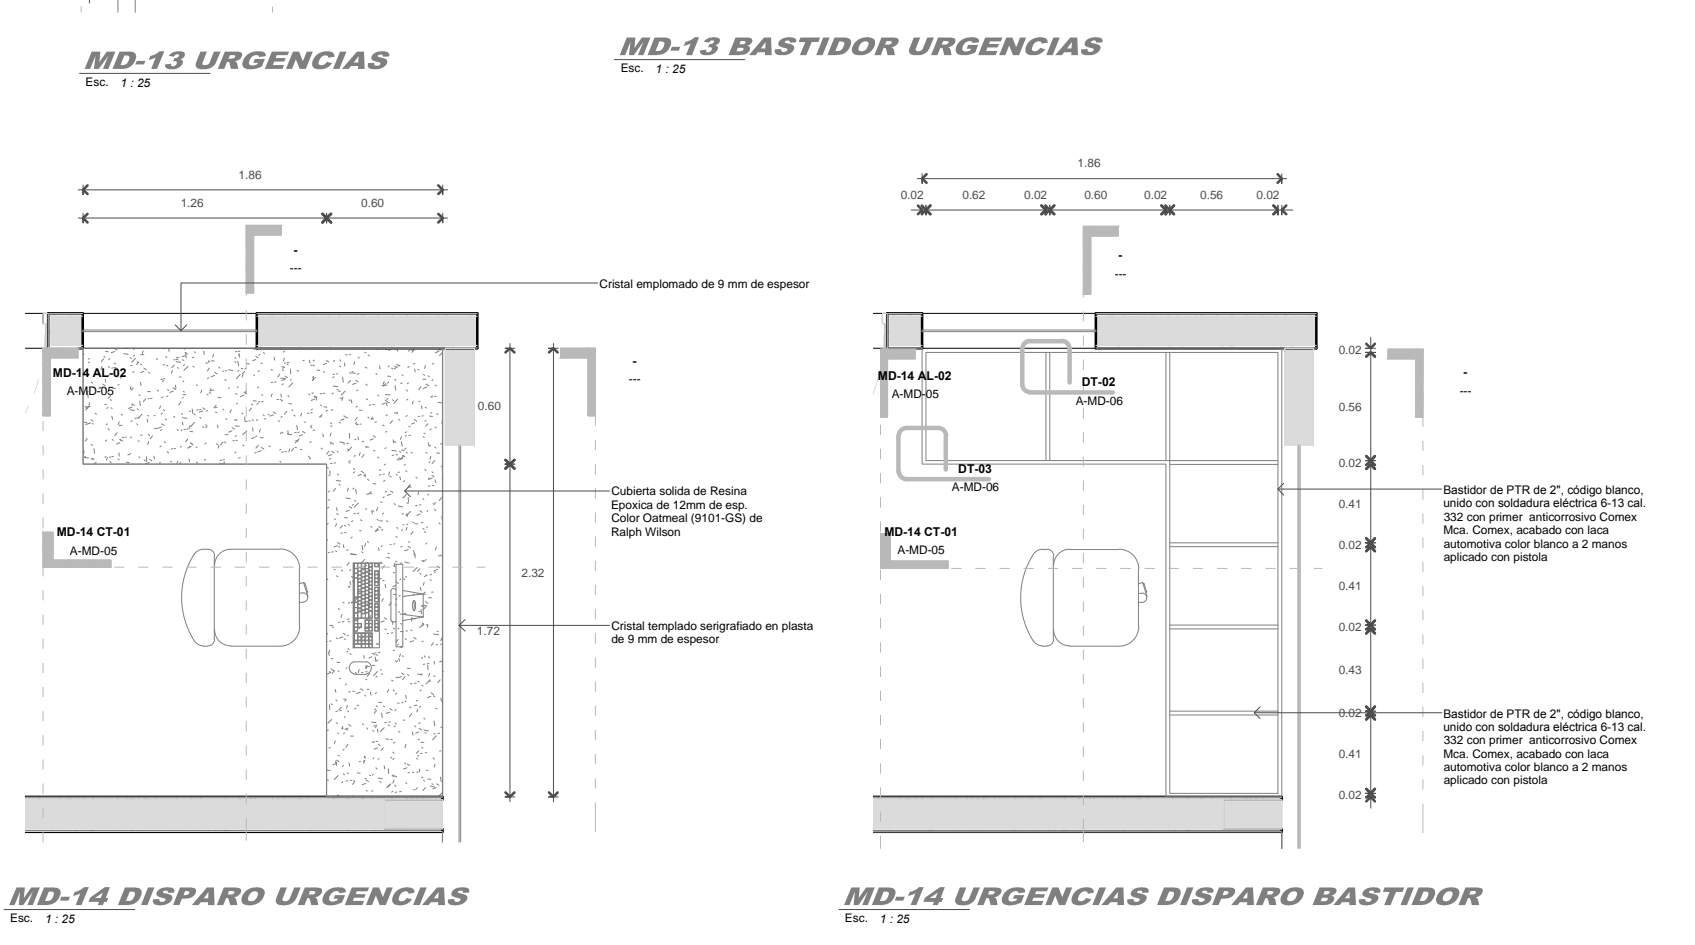 MD-13 URGENCIAS
Esc. 1 : 25
MD-13 BASTIDOR URGENCIAS
Esc. 1 : 25
1.86
1.26
0.60
-
---
Cristal emplomado de 9 mm de espesor
MD-14 AL-02
A-MD-05
0.60
-
---
Cubierta solida de Resina
Epoxica de 12mm de esp.
Color Oatmeal (9101-GS) de
Ralph Wilson
MD-14 CT-01
A-MD-05
2.32
1.72
Cristal templado serigrafiado en plasta
de 9 mm de espesor
MD-14 DISPARO URGENCIAS
Esc. 1 : 25
1.86
0.02
0.62
0.02
0.60
0.02
0.56
0.02
-
---
MD-14 AL-02
A-MD-05
DT-02
A-MD-06
DT-03
A-MD-06
MD-14 CT-01
A-MD-05
0.02
0.56
0.02
0.41
0.02
0.41
0.02
0.43
0.02
0.41
0.02
-
---
Bastidor de PTR de 2", código blanco,
unido con soldadura eléctrica 6-13 cal.
332 con primer anticorrosivo Comex
Mca. Comex, acabado con laca
automotiva color blanco a 2 manos
aplicado con pistola
Bastidor de PTR de 2", código blanco,
unido con soldadura eléctrica 6-13 cal.
332 con primer anticorrosivo Comex
Mca. Comex, acabado con laca
automotiva color blanco a 2 manos
aplicado con pistola
MD-14 URGENCIAS DISPARO BASTIDOR
Esc. 1 : 25